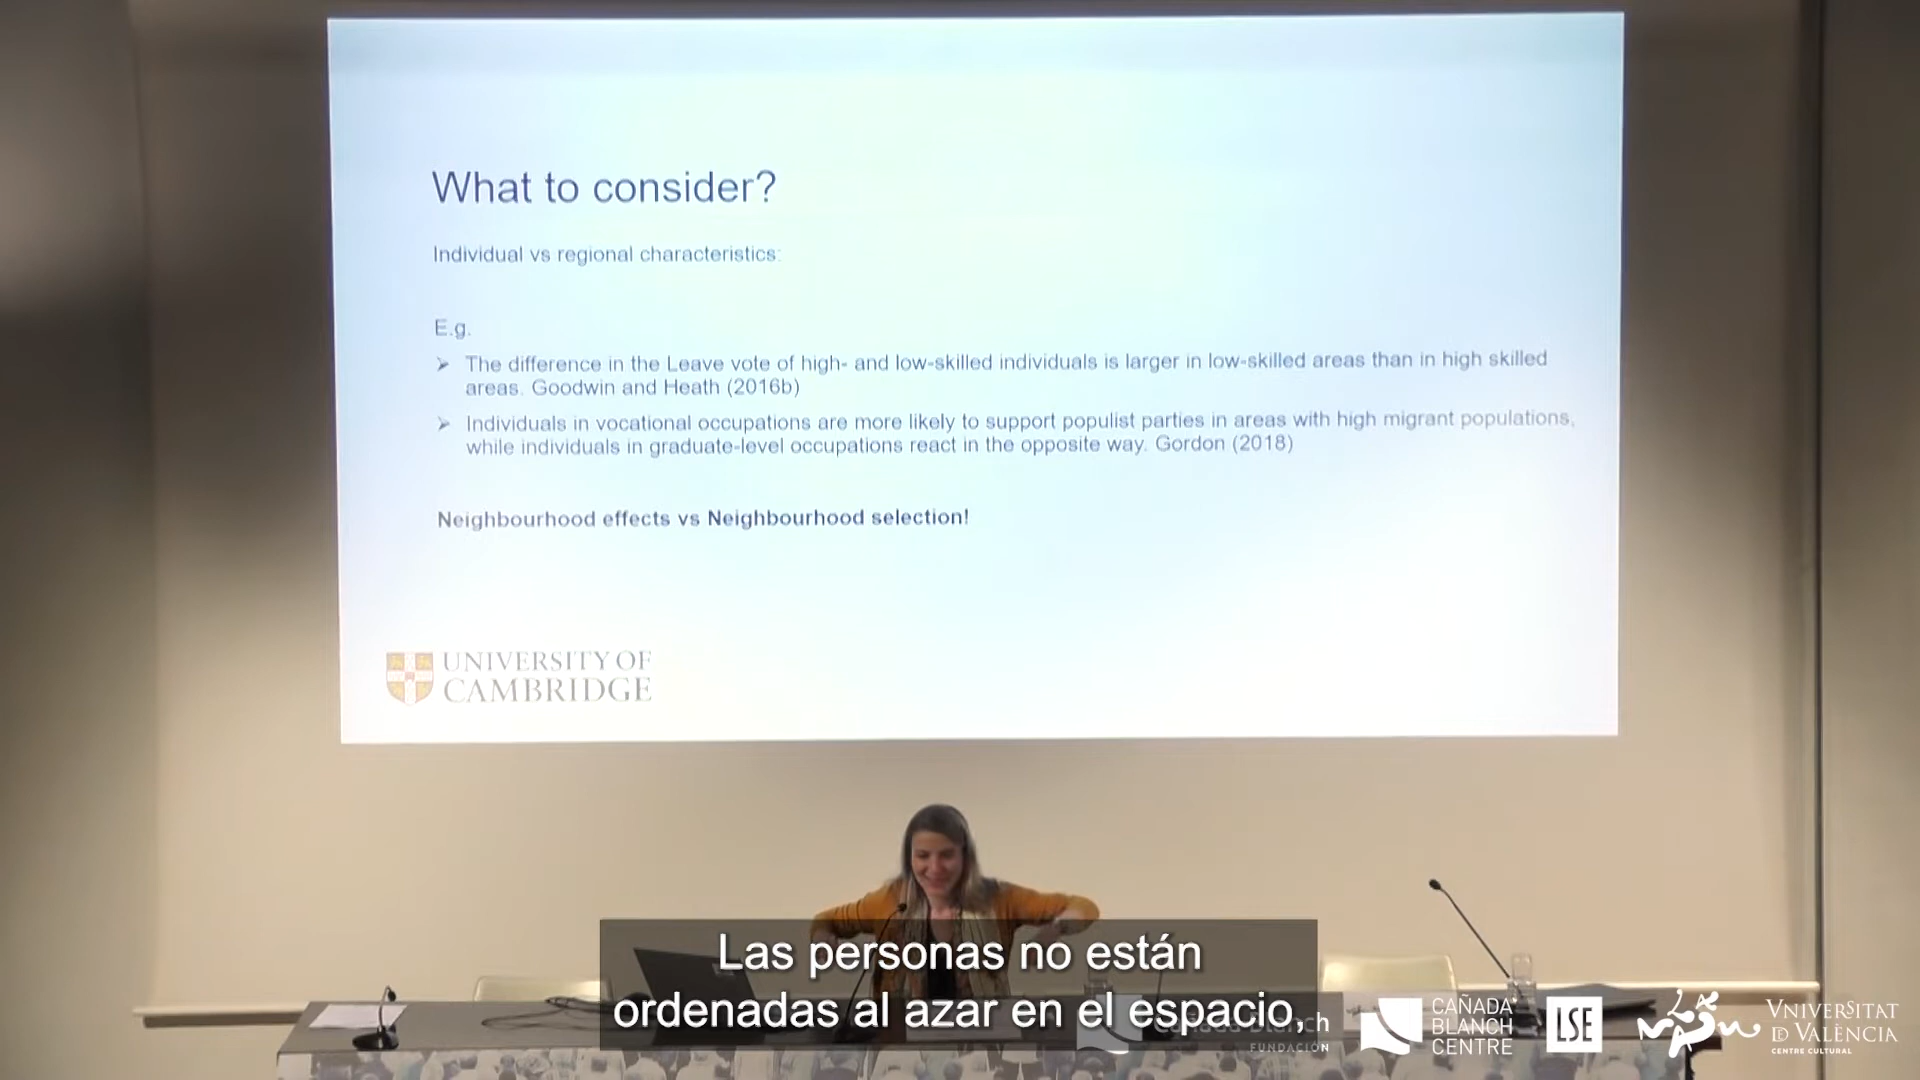 What to consider?
Individual vs regional characteristics:
E.g.
➢ The difference in the Leave vote of high- and low-skilled individuals is larger in low-skilled areas than in high skilled
areas. Goodwin and Heath (2016b)
➢ Individuals in vocational occupations are more likely to support populist parties in areas with high migrant populations,
while individuals in graduate-level occupations react in the opposite way. Gordon (2018)
Neighbourhood effects vs Neighbourhood selection!
UNIVERSITY OF
CAMBRIDGE
Las personas no están
ordenadas al azar en el espacio,
FUNDACIÓN
CAÑADA
BLANCH
CENTRE
LSE
VNIVERSITAT
ID VALÈNCIA
CENTRE CULTURAL